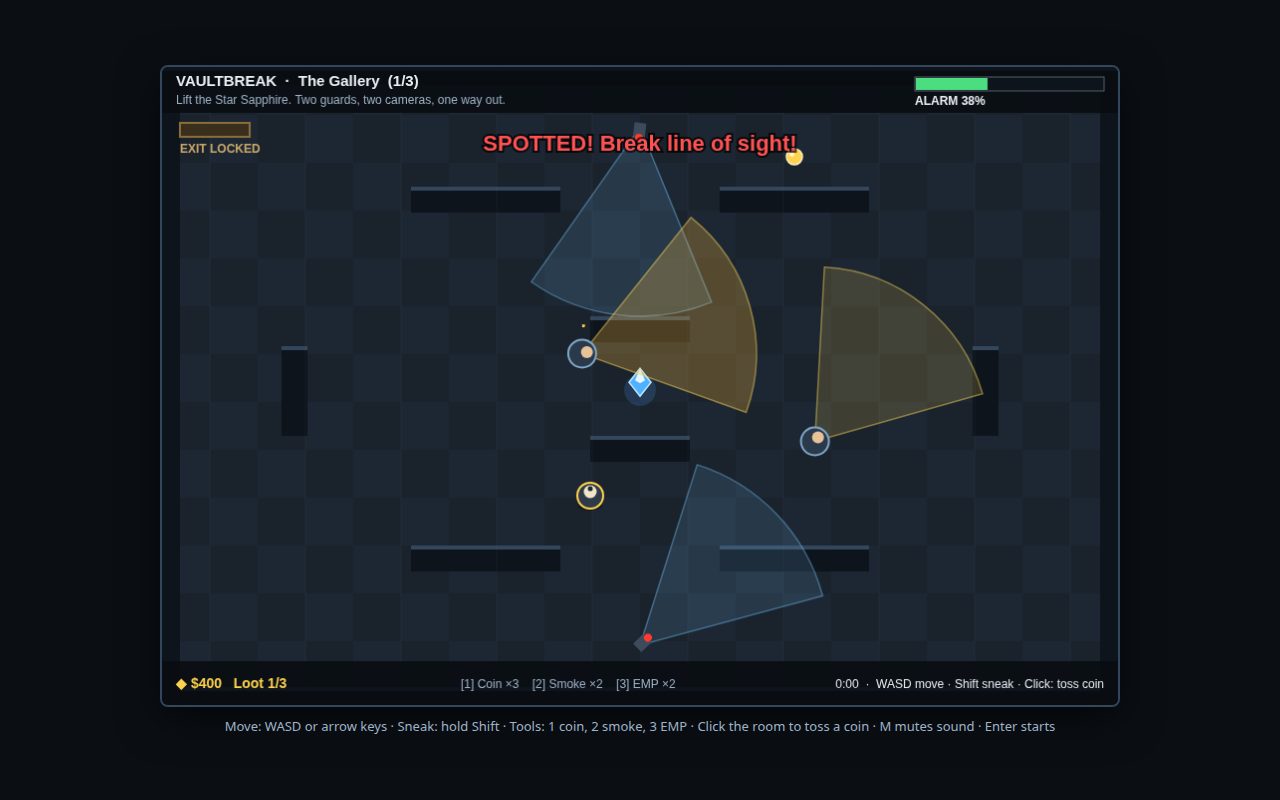 VAULTBREAK · The Gallery (1/3)
Lift the Star Sapphire. Two guards, two cameras, one way out.
ALARM 38%
EXIT LOCKED
SPOTTED! Break line of sight!
◆ $400 Loot 1/3
[1] Coin ×3 [2] Smoke ×2 [3] EMP ×2
0:00 · WASD move · Shift sneak · Click: toss coin
Move: WASD or arrow keys · Sneak: hold Shift · Tools: 1 coin, 2 smoke, 3 EMP · Click the room to toss a coin · M mutes sound · Enter starts